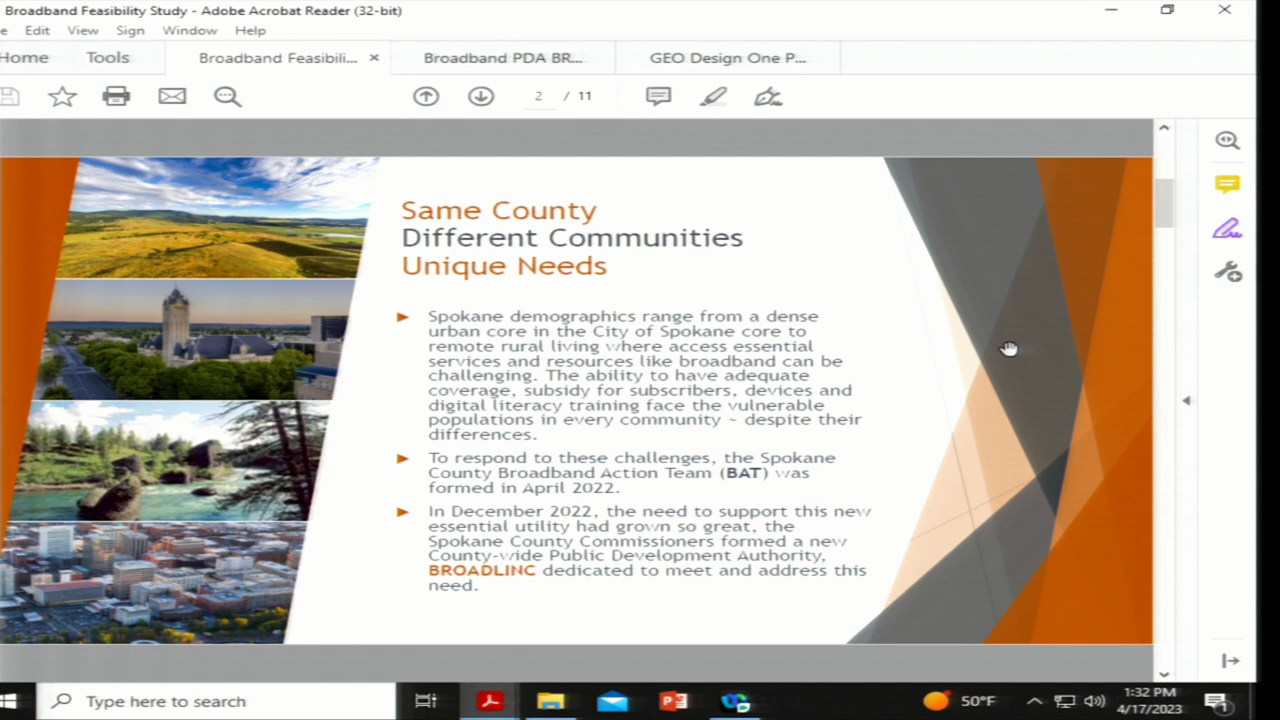 Broadband Feasibility Study - Adobe Acrobat Reader (32-bit)
Edit View Sign Window Help
Home Tools Broadband Feasibili... × Broadband PDA BR... GEO Design One P...
2 / 11
Same County
Different Communities
Unique Needs
Spokane demographics range from a dense
urban core in the City of Spokane core to
remote rural living where access essential
services and resources like broadband can be
challenging. The ability to have adequate
coverage, subsidy for subscribers, devices and
digital literacy training face the vulnerable
populations in every community ~ despite their
differences.
To respond to these challenges, the Spokane
County Broadband Action Team (BAT) was
formed in April 2022.
In December 2022, the need to support this new
essential utility had grown so great, the
Spokane County Commissioners formed a new
County-wide Public Development Authority,
BROADLINC dedicated to meet and address this
need.
Type here to search
50°F
1:32 PM
4/17/2023
1